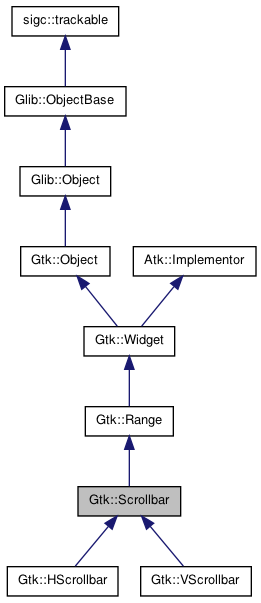 sigc::trackable
Glib::ObjectBase
Glib::Object
Gtk::Object
Atk::Implementor
Gtk::Widget
Gtk::Range
Gtk::Scrollbar
Gtk::HScrollbar
Gtk::VScrollbar